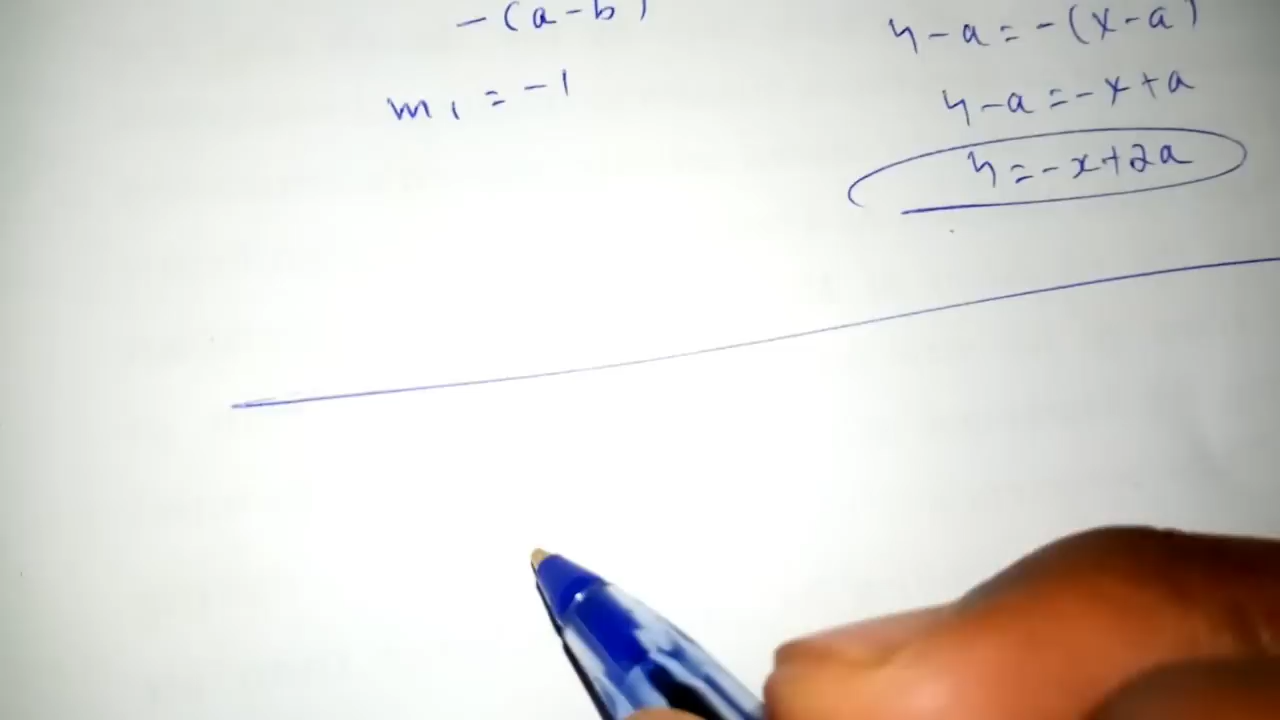 -(a-b)
m₁ = -1
y-a=-(x-a)
y-a=-x+a
y=-x+2a